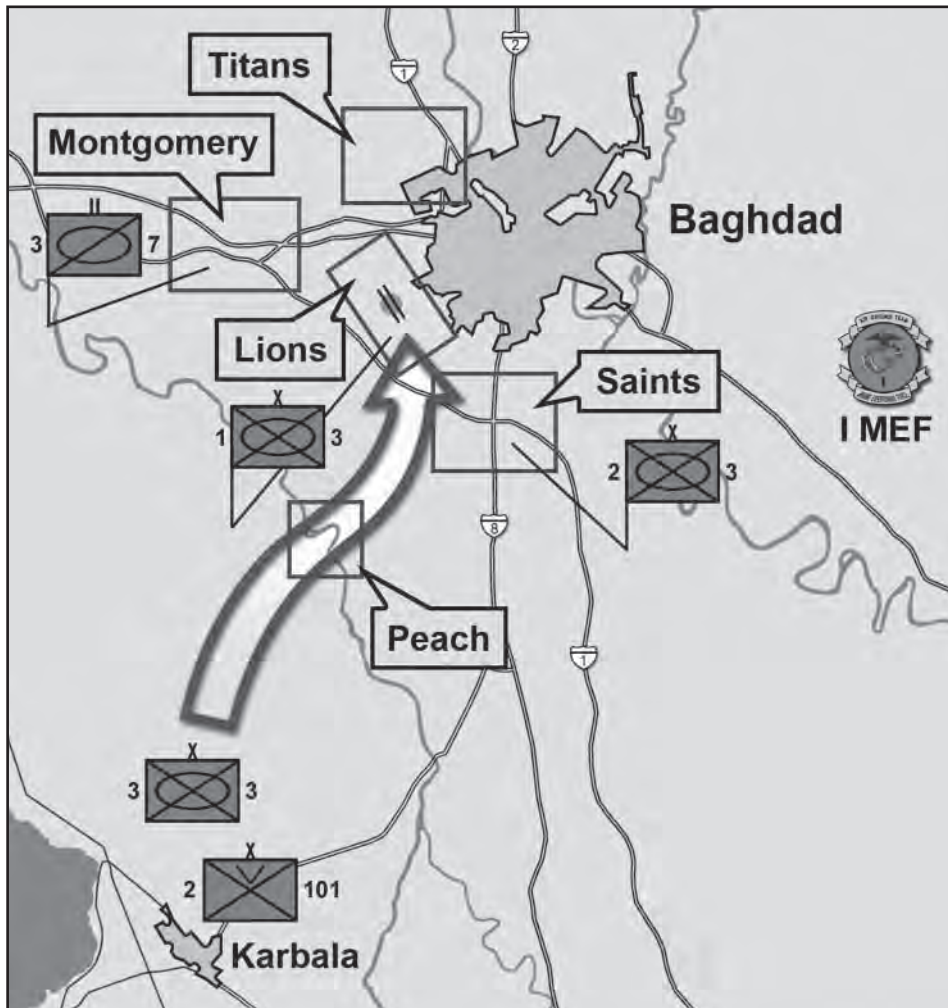 1
2
Titans
Montgomery
Baghdad
II
3
7
Lions
Saints
I
I MEF
X
1
3
X
2
3
8
Peach
1
X
3
3
X
2
101
Karbala